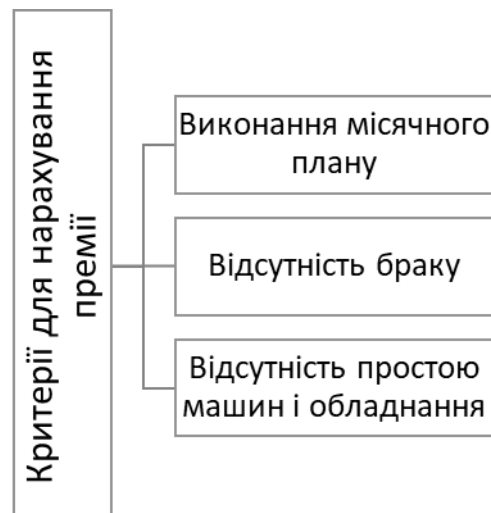 Критерії для нарахування
премії
Виконання місячного
плану
Відсутність браку
Відсутність простою
машин і обладнання